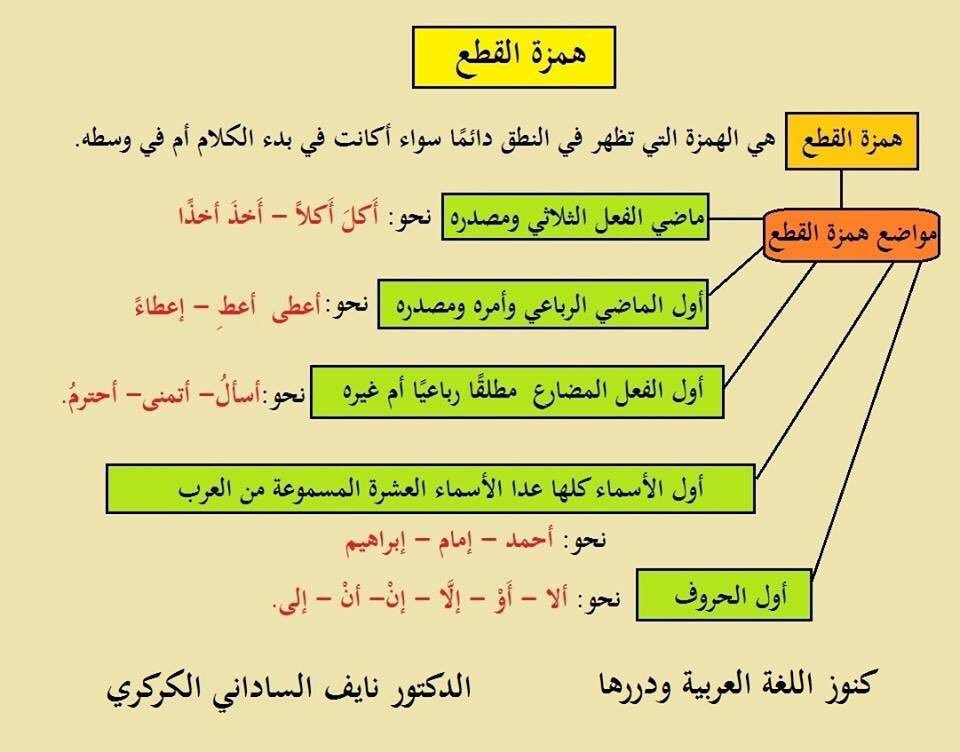 همزة القطع
همزة القطع هي الهمزة التي تظهر في النطق دائمًا سواء أكانت في بدء الكلام أم في وسطه.
مواضع همزة القطع
ماضي الفعل الثلاثي ومصدره نحو: أَكلَ أَكلاً – أَخذَ أخذًا
أول الماضي الرباعي وأمره ومصدره نحو: أعطى أعطِ – إعطاءً
أول الفعل المضارع مطلقًا رباعيًا أم غيره نحو: أسألُ – أتمنى – أحترمُ.
أول الأسماء كلها عدا الأسماء العشرة المسموعة من العرب
نحو: أحمد – إمام – إبراهيم
أول الحروف نحو: ألا – أَوْ – إلَّا – إنْ – أنْ – إلى.
كنوز اللغة العربية ودررها
الدكتور نايف الساداني الكركري